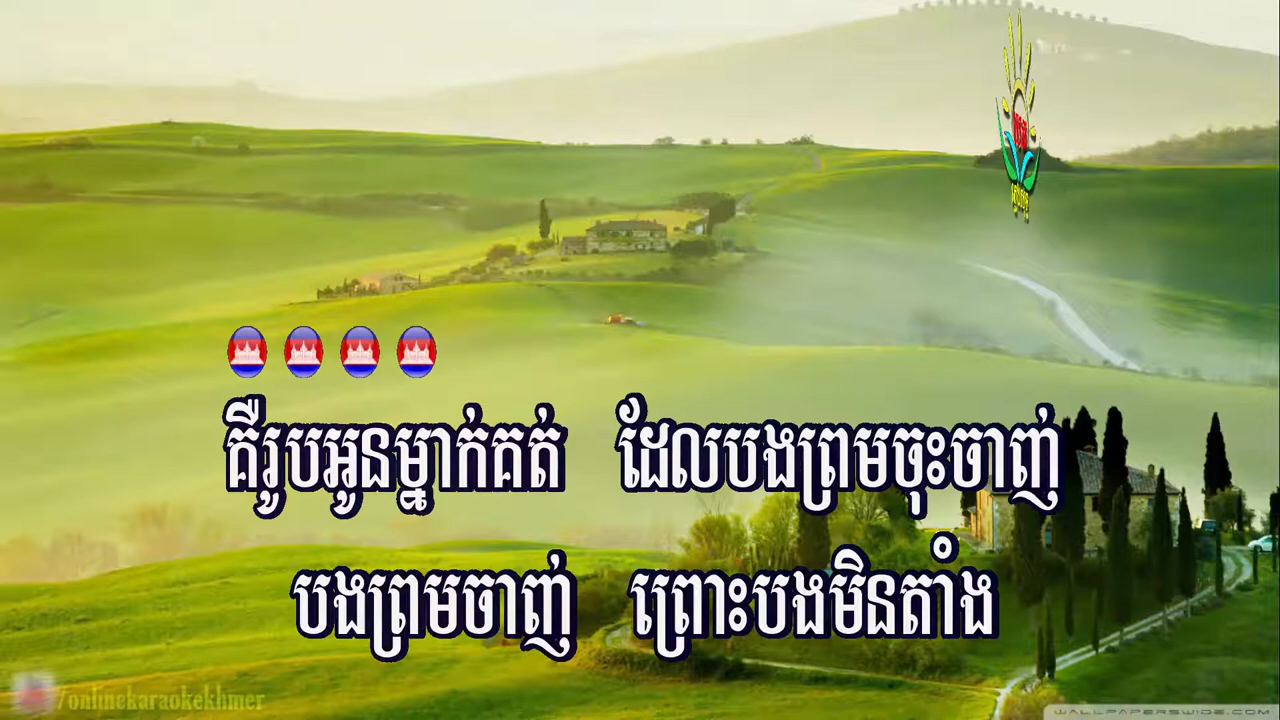 គឺរូបអូនម្នាក់គត់ ដែលបងព្រមចុះចាញ់
បងព្រមចាញ់ ព្រោះបងមិនតាំង
/onlinekaraokekhmer
WALLPAPERSWIDE.COM